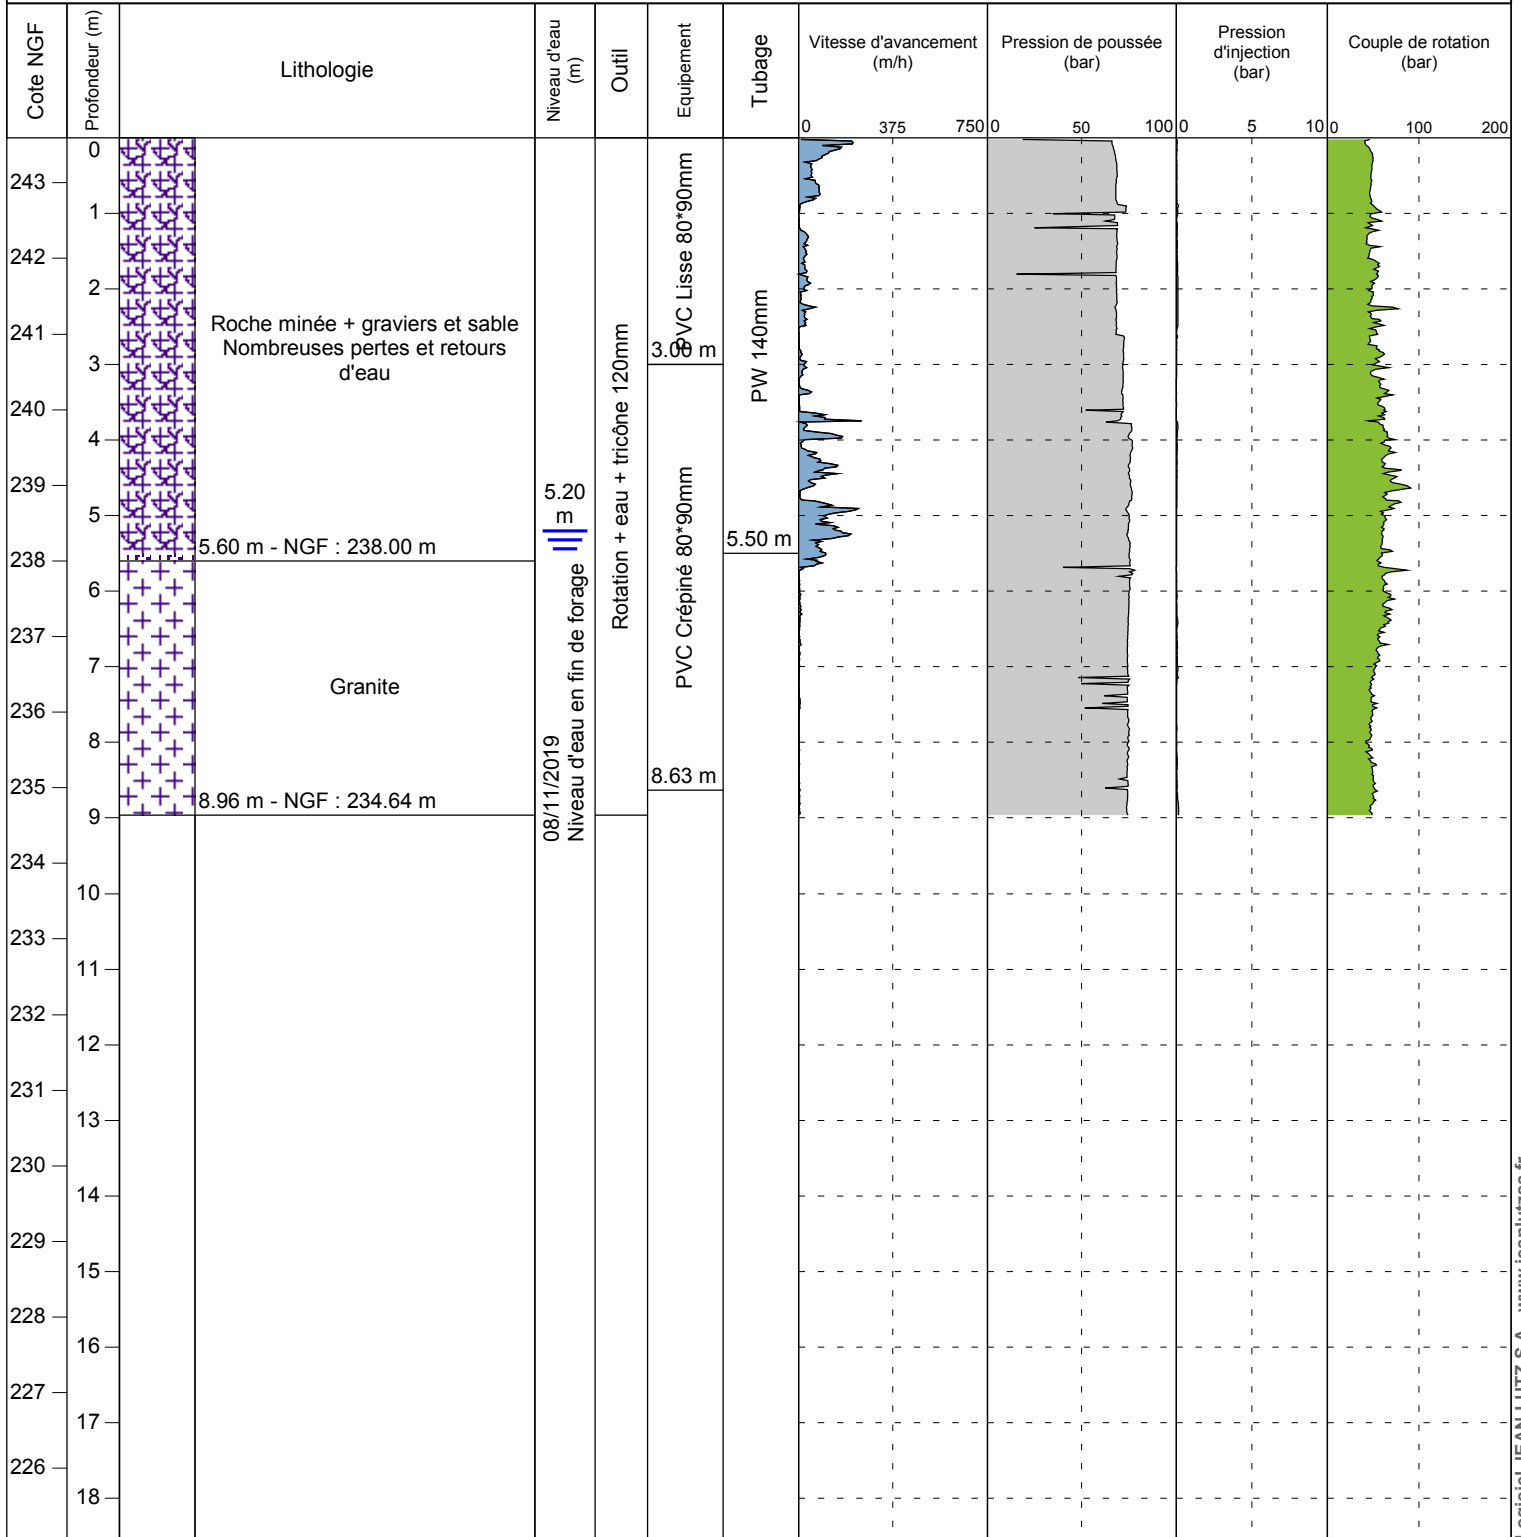 Cote NGF
Profondeur (m)
Lithologie
Niveau d'eau
(m)
Outil
Equipement
Tubage
Vitesse d'avancement
(m/h)
Pression de poussée
(bar)
Pression
d'injection
(bar)
Couple de rotation
(bar)
0 375 750
0 50 100
0 5 10
0 100 200
243
242
241
240
239
238
237
236
235
234
233
232
231
230
229
228
227
226
0
1
2
3
4
5
6
7
8
9
10
11
12
13
14
15
16
17
18
Roche minée + graviers et sable
Nombreuses pertes et retours
d'eau
5.60 m - NGF : 238.00 m
Granite
8.96 m - NGF : 234.64 m
5.20
m
08/11/2019
Niveau d'eau en fin de forage
Rotation + eau + tricône 120mm
PVC Lisse 80*90mm
3.00 m
PVC Crépiné 80*90mm
8.63 m
PW 140mm
5.50 m
JEAN LUTZ S.A - www.jeanlutzsa.fr